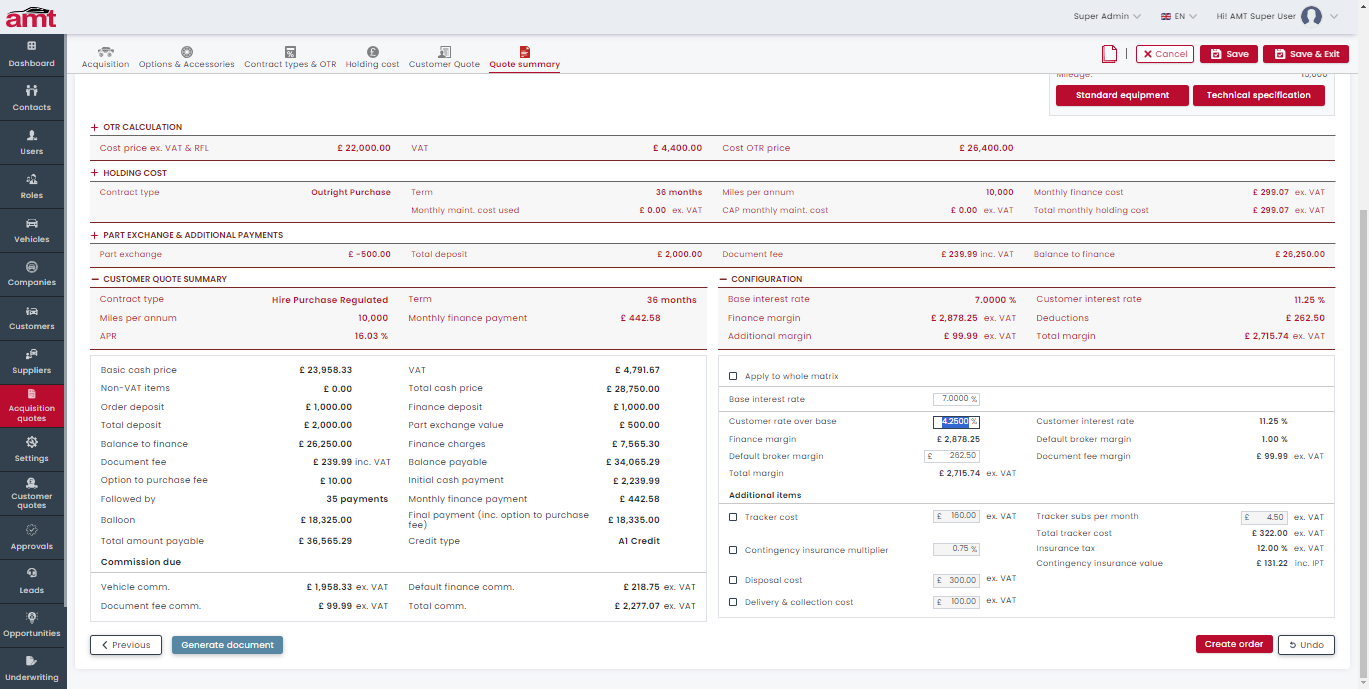 amt
Super Admin
EN
Hi! AMT Super User
Dashboard
Contacts
Users
Roles
Vehicles
Companies
Customers
Suppliers
Acquisition quotes
Settings
Customer quotes
Approvals
Leads
Opportunities
Underwriting
Acquisition
Options & Accessories
Contract types & OTR
Holding cost
Customer Quote
Quote summary
Cancel
Save
Save & Exit
Mileage: 15,000
Standard equipment
Technical specification
OTR CALCULATION
Cost price ex. VAT & RFL £ 22,000.00 VAT £ 4,400.00 Cost OTR price £ 26,400.00
HOLDING COST
Contract type Outright Purchase Term 36 months Miles per annum 10,000 Monthly finance cost £ 299.07 ex. VAT
Monthly maint. cost used £ 0.00 ex. VAT CAP monthly maint. cost £ 0.00 ex. VAT Total monthly holding cost £ 299.07 ex. VAT
PART EXCHANGE & ADDITIONAL PAYMENTS
Part exchange £ -500.00 Total deposit £ 2,000.00 Document fee £ 239.99 inc. VAT Balance to finance £ 26,250.00
CUSTOMER QUOTE SUMMARY
Contract type Hire Purchase Regulated Term 36 months
Miles per annum 10,000 Monthly finance payment £ 442.58
APR 16.03 %
Basic cash price £ 23,958.33 VAT £ 4,791.67
Non-VAT items £ 0.00 Total cash price £ 28,750.00
Order deposit £ 1,000.00 Finance deposit £ 1,000.00
Total deposit £ 2,000.00 Part exchange value £ 500.00
Balance to finance £ 26,250.00 Finance charges £ 7,565.30
Document fee £ 239.99 inc. VAT Balance payable £ 34,065.29
Option to purchase fee £ 10.00 Initial cash payment £ 2,239.99
Followed by 35 payments Monthly finance payment £ 442.58
Balloon £ 18,325.00 Final payment (inc. option to purchase fee) £ 18,335.00
Total amount payable £ 36,565.29 Credit type A1 Credit
Commission due
Vehicle comm. £ 1,958.33 ex. VAT Default finance comm. £ 218.75 ex. VAT
Document fee comm. £ 99.99 ex. VAT Total comm. £ 2,277.07 ex. VAT
CONFIGURATION
Base interest rate 7.0000 % Customer interest rate 11.25 %
Finance margin £ 2,878.25 ex. VAT Deductions £ 262.50
Additional margin £ 99.99 ex. VAT Total margin £ 2,715.74 ex. VAT
Apply to whole matrix
Base interest rate 7.0000 %
Customer rate over base 4.2500 % Customer interest rate 11.25 %
Finance margin £ 2,878.25 Default broker margin 1.00 %
Default broker margin £ 262.50 Document fee margin £ 99.99 ex. VAT
Total margin £ 2,715.74 ex. VAT
Additional items
Tracker cost £ 160.00 ex. VAT Tracker subs per month £ 4.50 ex. VAT
Total tracker cost £ 322.00 ex. VAT
Contingency insurance multiplier 0.75 % Insurance tax 12.00 % ex. VAT
Contingency insurance value £ 131.22 inc. IPT
Disposal cost £ 300.00 ex. VAT
Delivery & collection cost £ 100.00 ex. VAT
Previous
Generate document
Create order
Undo